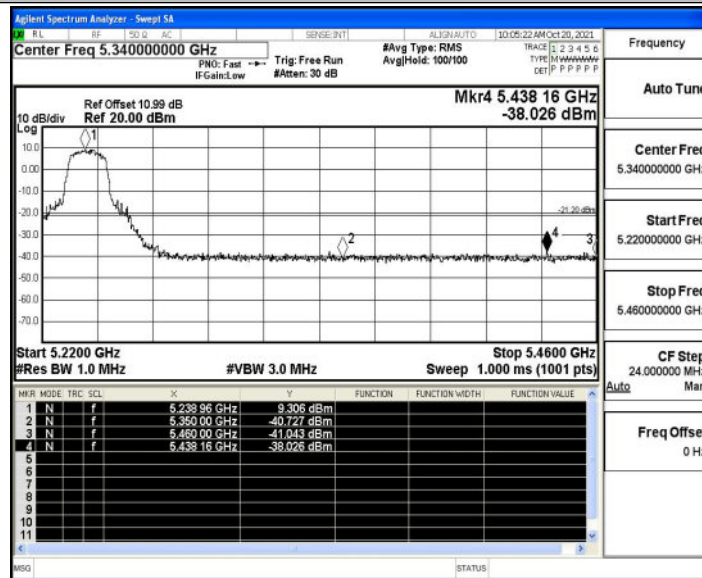 Agilent Spectrum Analyzer - Swept SA
RL RF 50 Ω AC SENSE:INT ALIGNAUTO 10:05:22 AM Oct 20, 2021
Center Freq 5.340000000 GHz #Avg Type: RMS TRACE 1 2 3 4 5 6
PNO: Fast Trig: Free Run Avg|Hold: 100/100 TYPE M WWWWW
IFGain:Low #Atten: 30 dB DET P P P P P P
Ref Offset 10.99 dB Mkr4 5.438 16 GHz
10 dB/div Ref 20.00 dBm -38.026 dBm
Log
1
10.0
0.00
-10.0
-20.0
-21.20 dBm
-30.0
2 4 3
-40.0
-50.0
-60.0
-70.0
Start 5.2200 GHz Stop 5.4600 GHz
#Res BW 1.0 MHz #VBW 3.0 MHz Sweep 1.000 ms (1001 pts)
MKR MODE TRC SCL X Y FUNCTION FUNCTION WIDTH FUNCTION VALUE
1 N f 5.238 96 GHz 9.306 dBm
2 N f 5.350 00 GHz -40.727 dBm
3 N f 5.460 00 GHz -41.043 dBm
4 N f 5.438 16 GHz -38.026 dBm
5
6
7
8
9
10
11
MSG STATUS
Frequency
Auto Tune
Center Freq
5.340000000 GHz
Start Freq
5.220000000 GHz
Stop Freq
5.460000000 GHz
CF Step
24.000000 MHz
Auto Man
Freq Offset
0 Hz